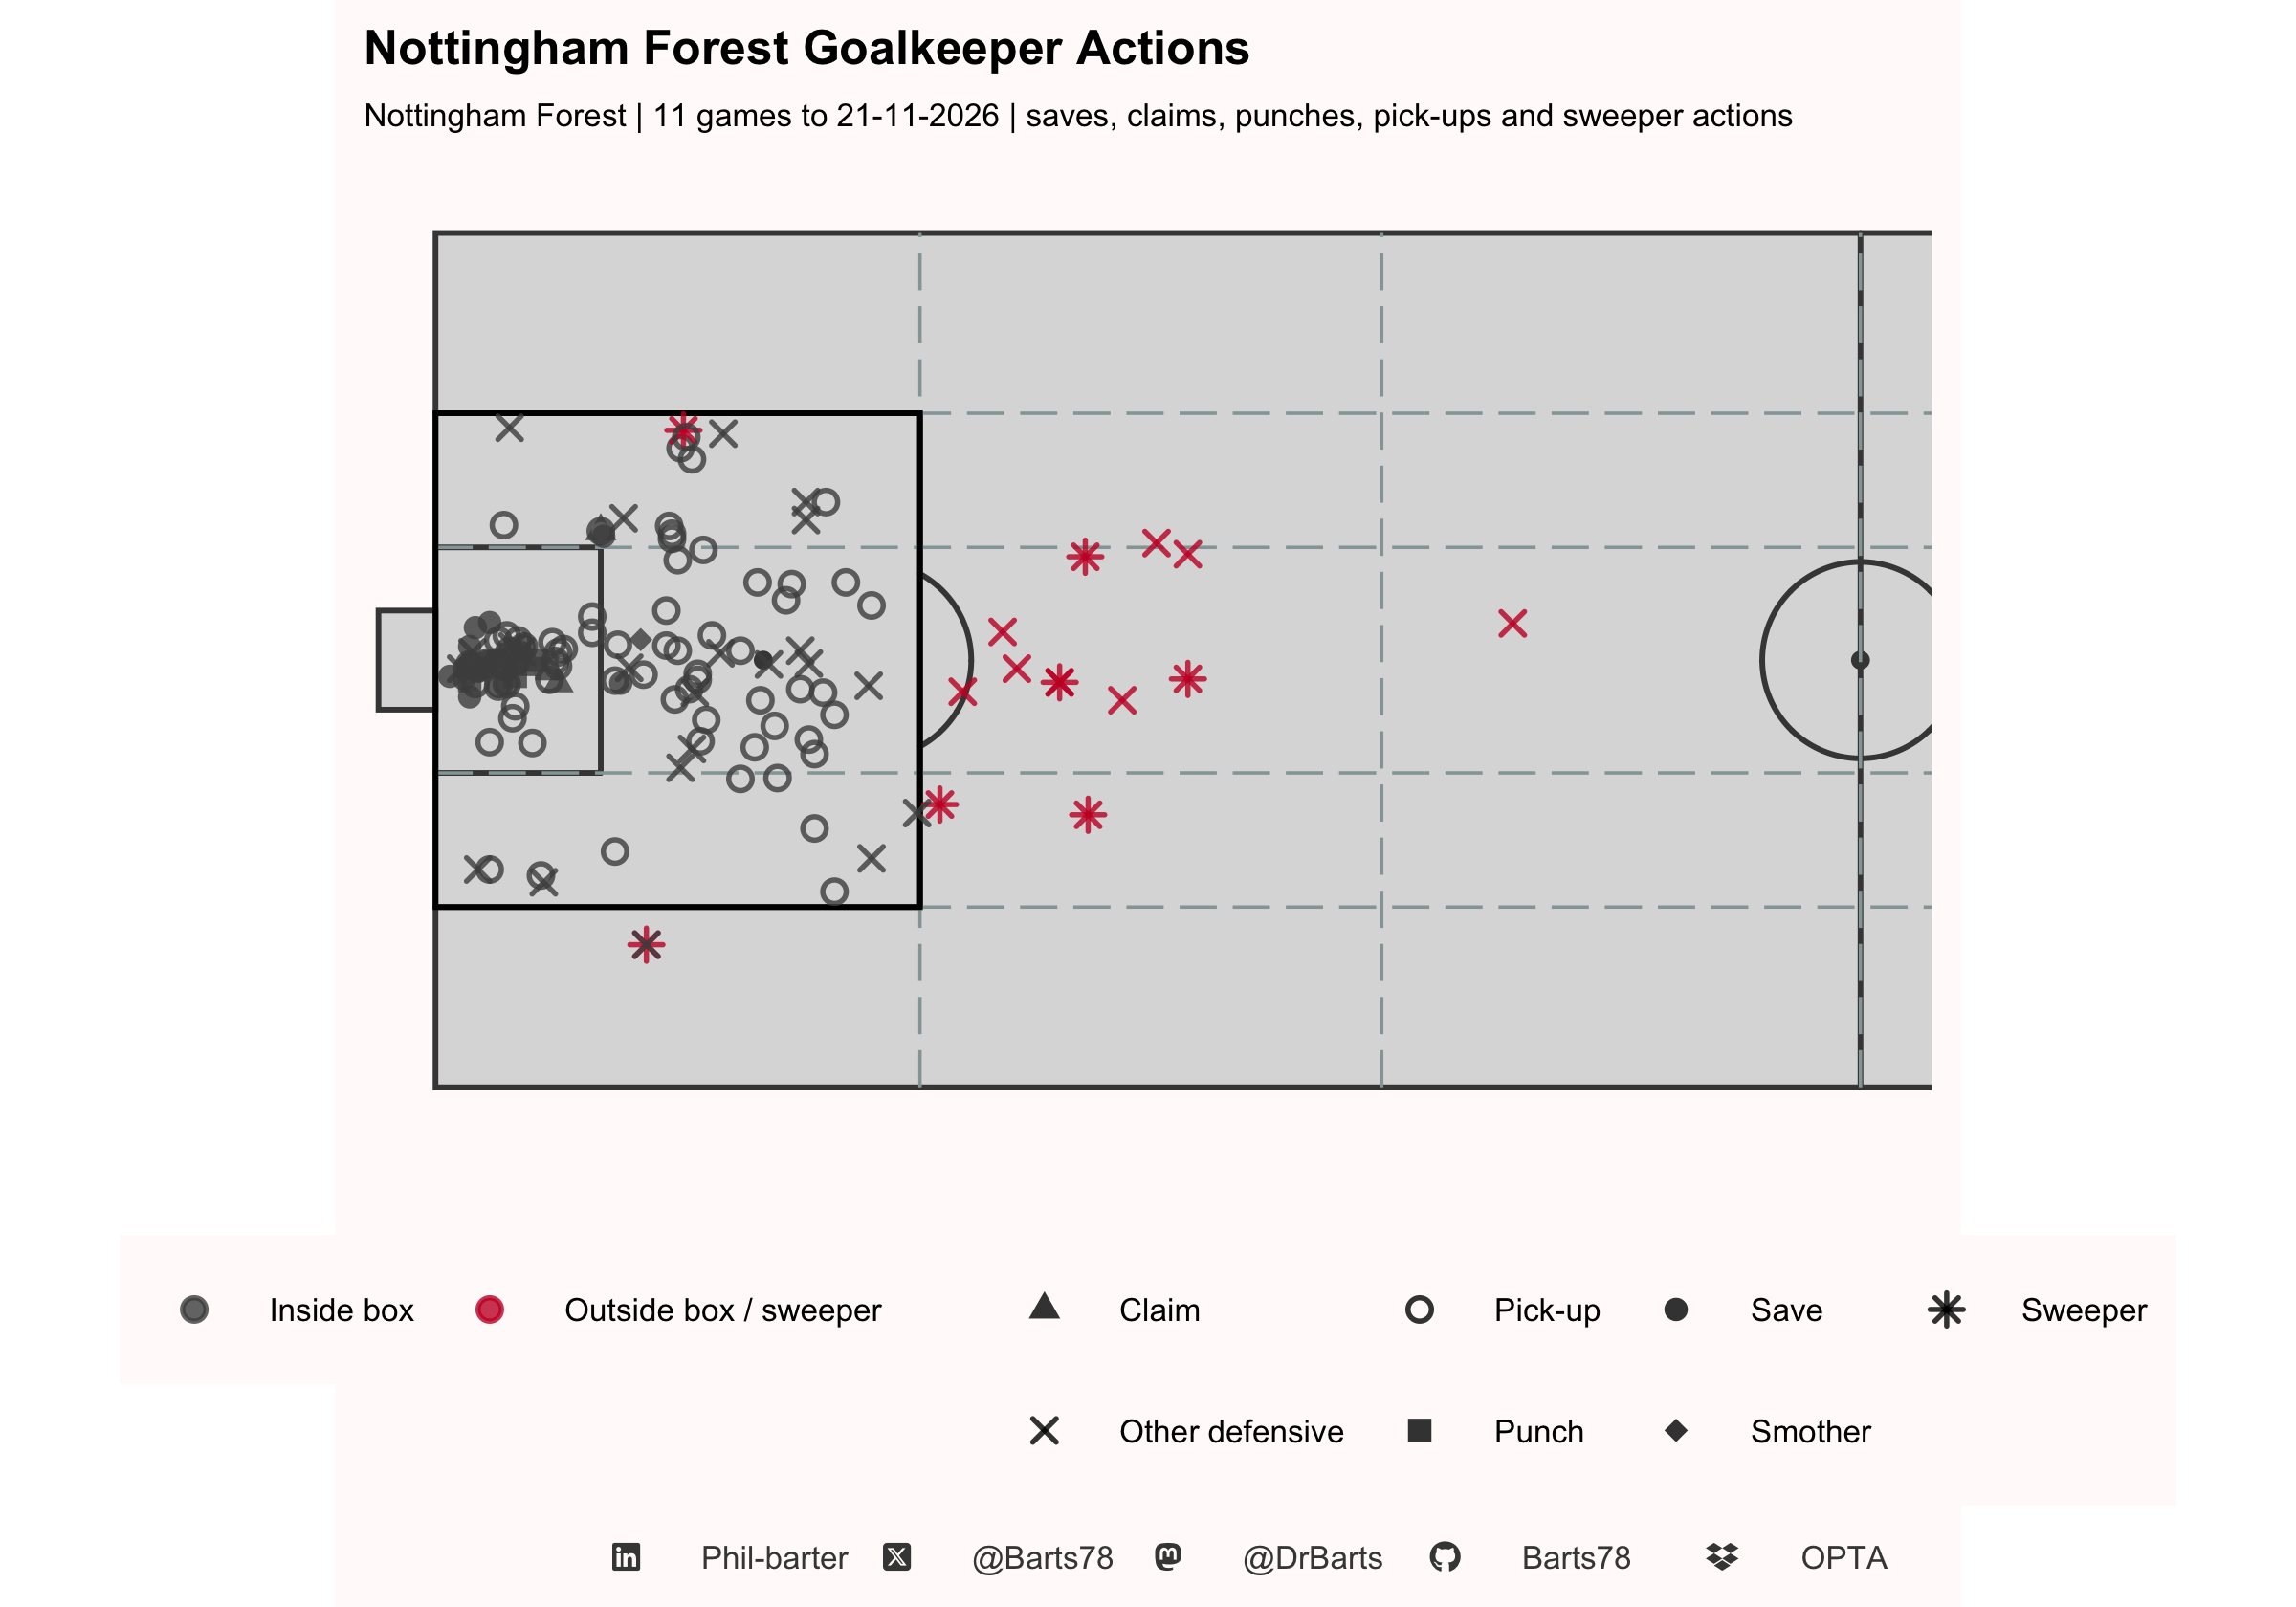 Nottingham Forest Goalkeeper Actions
Nottingham Forest | 11 games to 21-11-2026 | saves, claims, punches, pick-ups and sweeper actions
Inside box Outside box / sweeper Claim Pick-up Save Sweeper
Other defensive Punch Smother
Phil-barter @Barts78 @DrBarts Barts78 OPTA